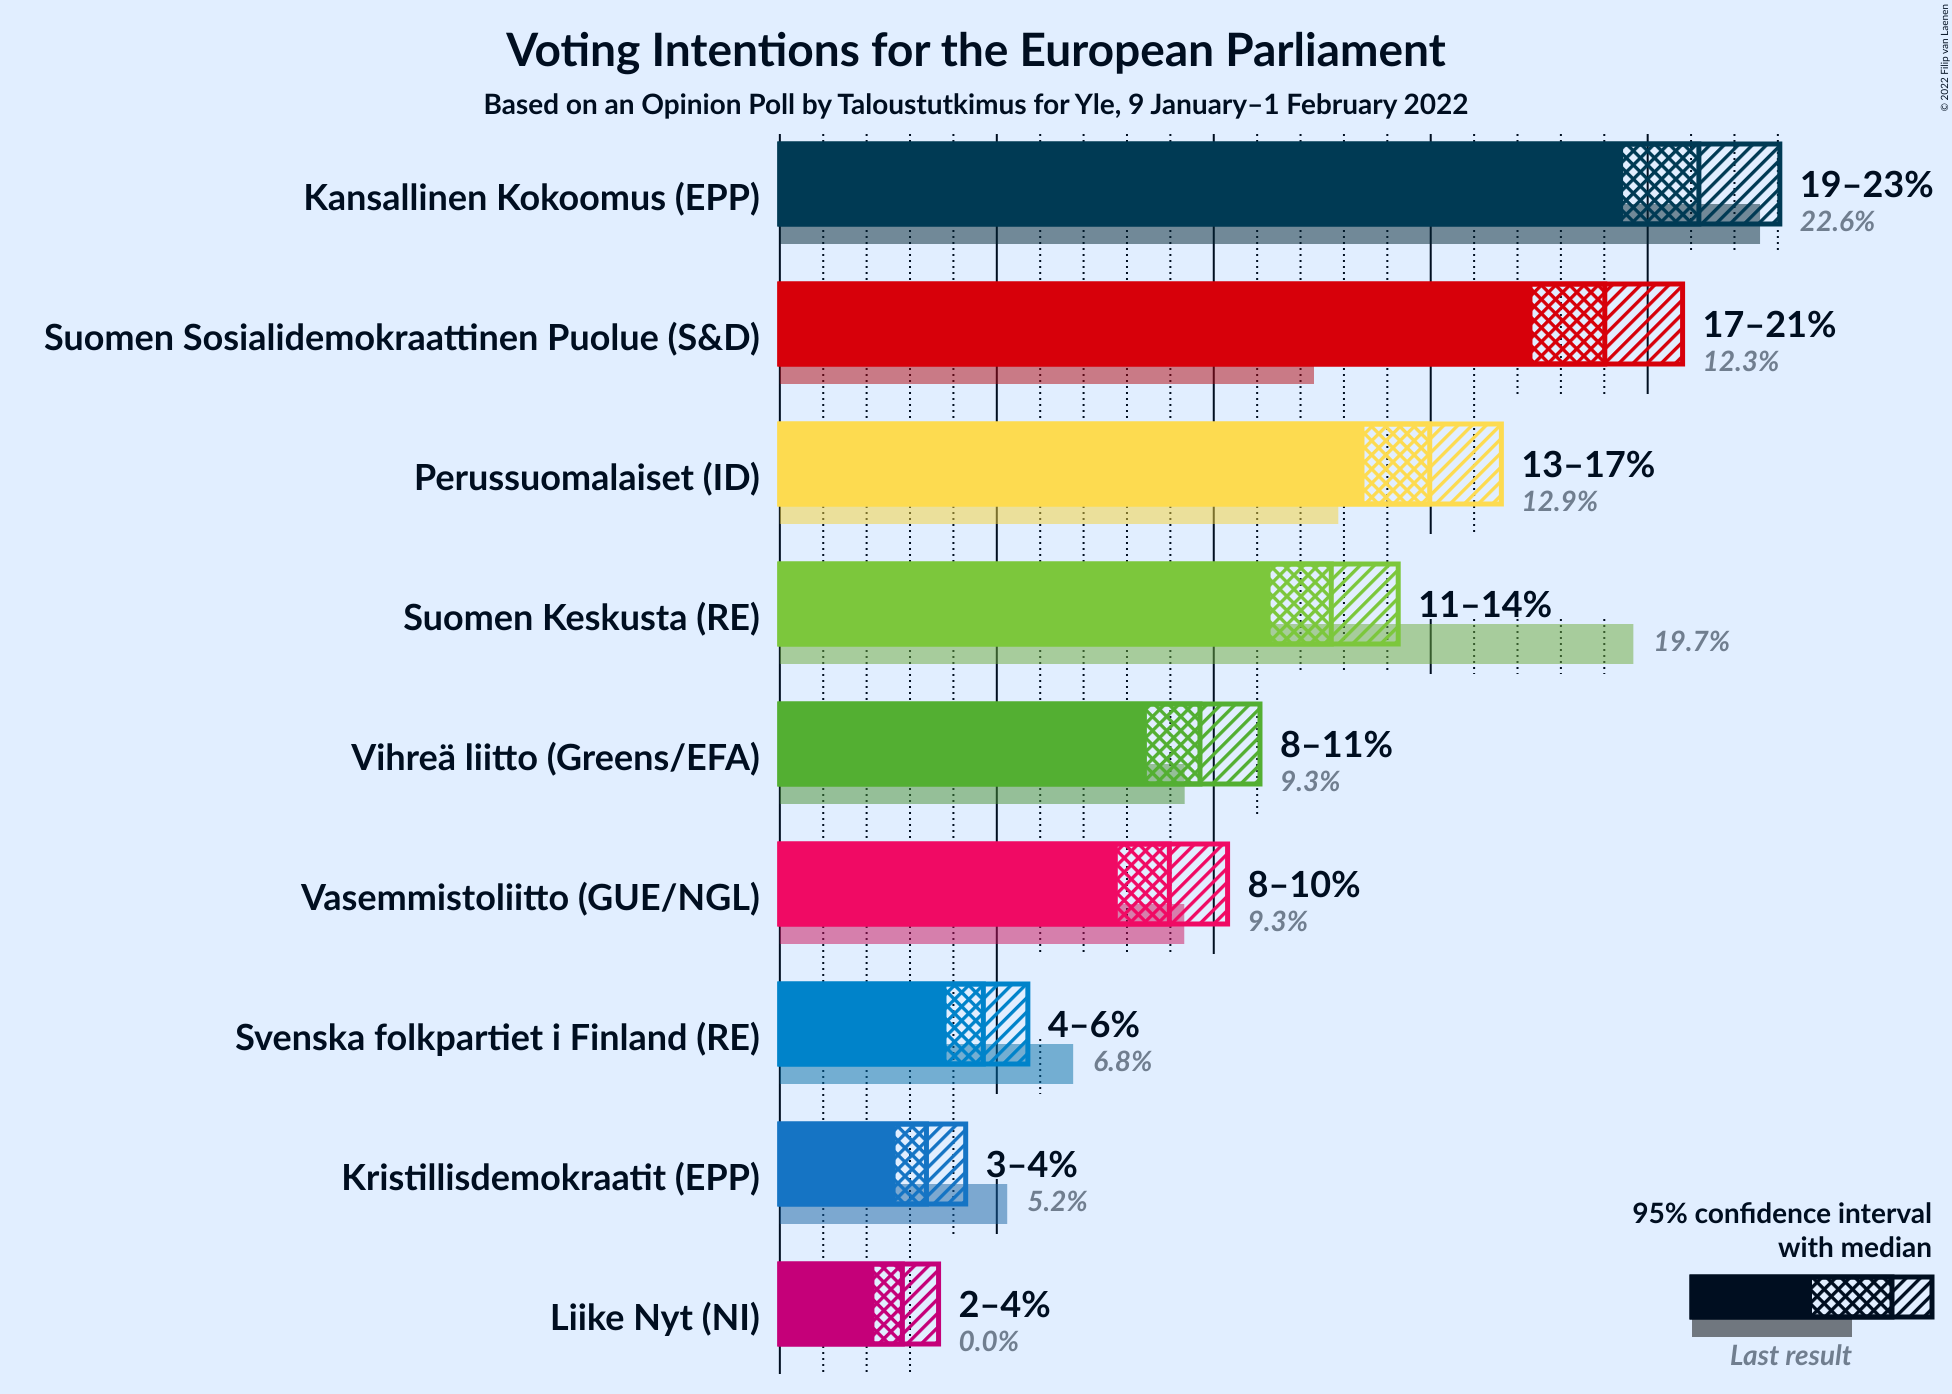 Voting Intentions for the European Parliament
Based on an Opinion Poll by Taloustutkimus for Yle, 9 January–1 February 2022
© 2022 Filip van Laenen
Kansallinen Kokoomus (EPP)
19–23%
22.6%
Suomen Sosialidemokraattinen Puolue (S&D)
17–21%
12.3%
Perussuomalaiset (ID)
13–17%
12.9%
Suomen Keskusta (RE)
11–14%
19.7%
Vihreä liitto (Greens/EFA)
8–11%
9.3%
Vasemmistoliitto (GUE/NGL)
8–10%
9.3%
Svenska folkpartiet i Finland (RE)
4–6%
6.8%
Kristillisdemokraatit (EPP)
3–4%
5.2%
Liike Nyt (NI)
2–4%
0.0%
95% confidence interval
with median
Last result